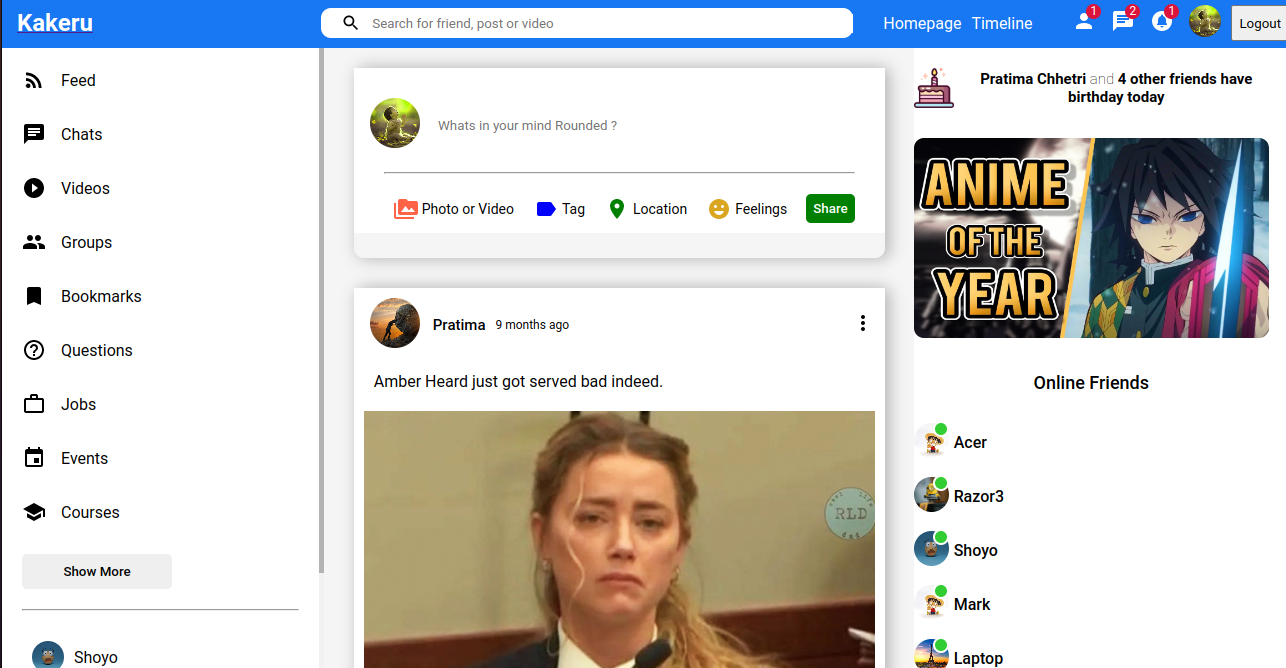 Kakeru
Search for friend, post or video
Homepage Timeline
1
2
1
Logout
Feed
Chats
Videos
Groups
Bookmarks
Questions
Jobs
Events
Courses
Show More
Shoyo
Whats in your mind Rounded ?
Photo or Video
Tag
Location
Feelings
Share
Pratima 9 months ago
Amber Heard just got served bad indeed.
RLD
Pratima Chhetri and 4 other friends have
birthday today
ANIME
OF THE
YEAR
Online Friends
Acer
Razor3
Shoyo
Mark
Laptop